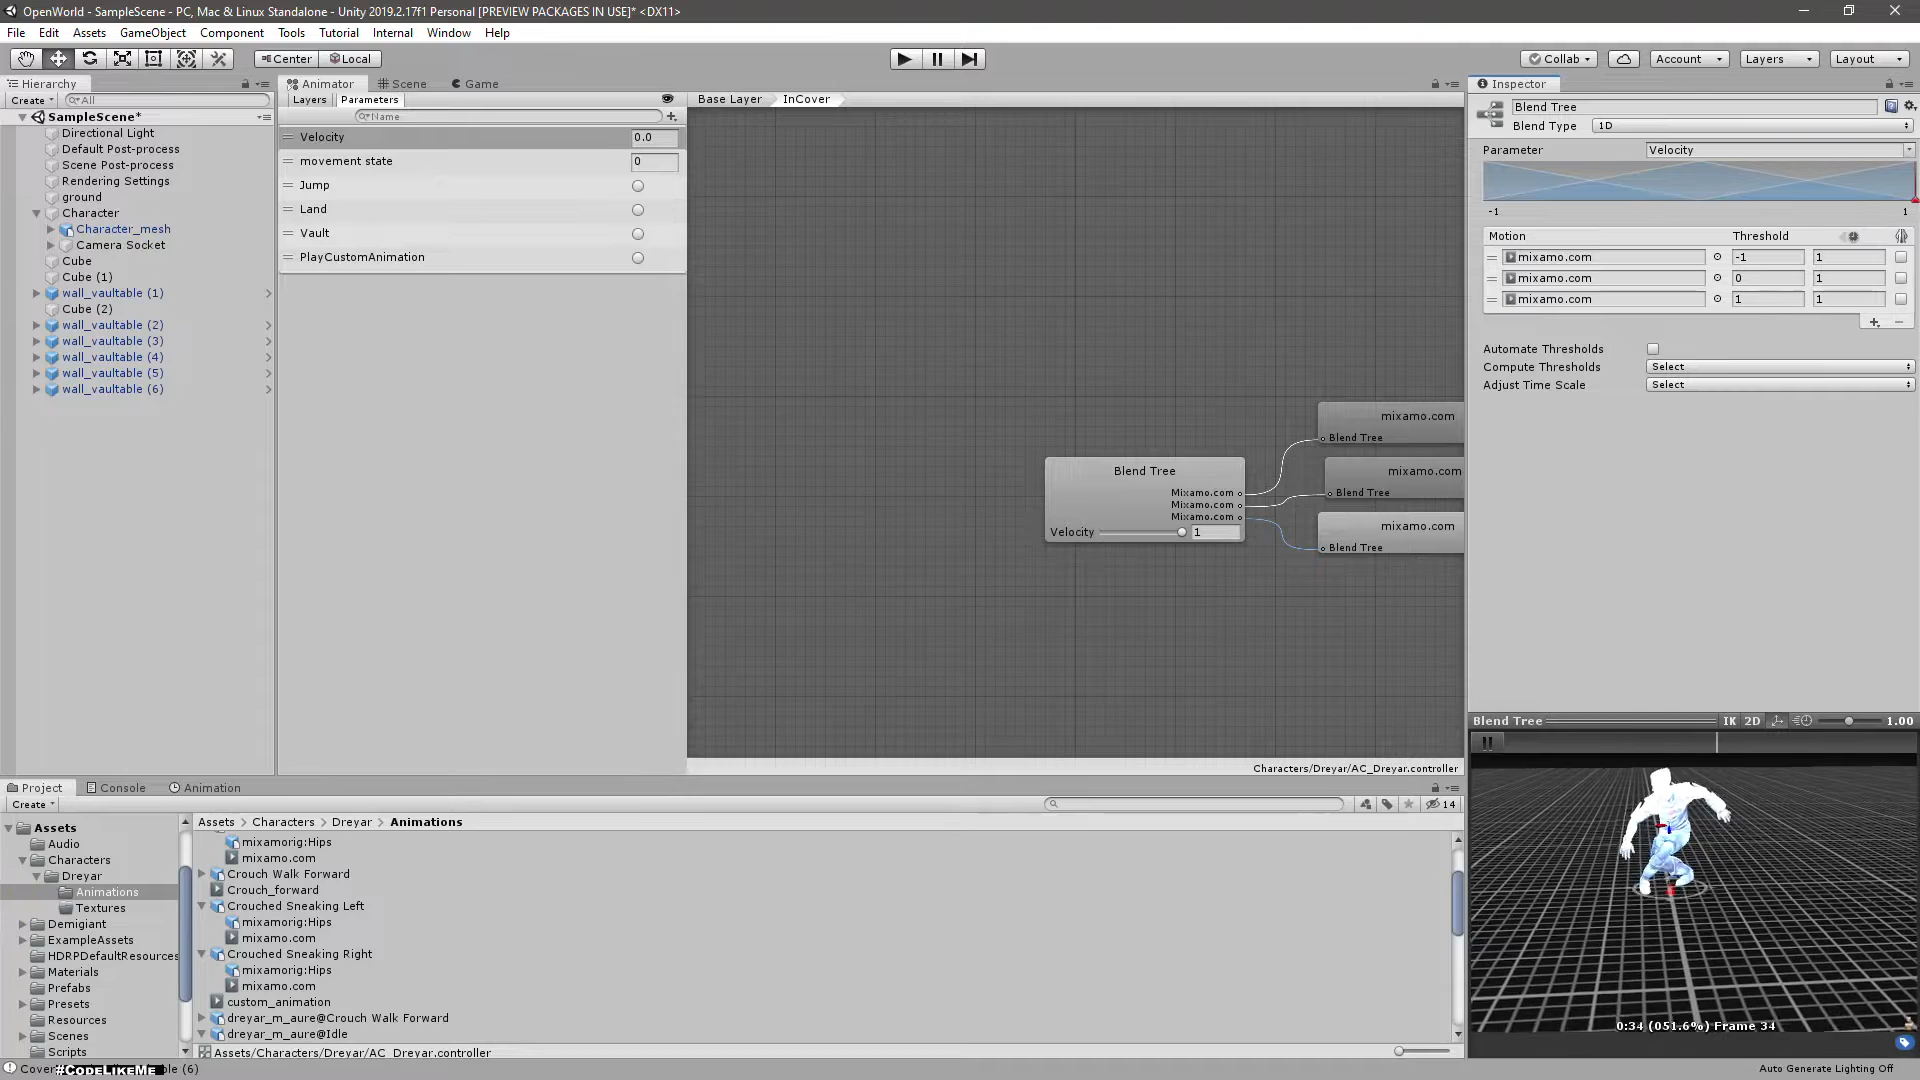 OpenWorld - SampleScene - PC, Mac & Linux Standalone - Unity 2019.2.17f1 Personal [PREVIEW PACKAGES IN USE]* <DX11>
File Edit Assets GameObject Component Tools Tutorial Internal Window Help
Center Local Collab Account Layers Layout
Hierarchy
Create All
SampleScene*
Directional Light
Default Post-process
Scene Post-process
Rendering Settings
ground
Character
Character_mesh
Camera Socket
Cube
Cube (1)
wall_vaultable (1)
Cube (2)
wall_vaultable (2)
wall_vaultable (3)
wall_vaultable (4)
wall_vaultable (5)
wall_vaultable (6)
Animator Scene Game
Layers Parameters
Name
Velocity 0.0
movement state 0
Jump
Land
Vault
PlayCustomAnimation
Base Layer InCover
Blend Tree
Mixamo.com
Mixamo.com
Mixamo.com
Velocity 1
mixamo.com
Blend Tree
mixamo.com
Blend Tree
mixamo.com
Blend Tree
Characters/Dreyar/AC_Dreyar.controller
Inspector
Blend Tree
Blend Type 1D
Parameter Velocity
-1 1
Motion Threshold
mixamo.com -1 1
mixamo.com 0 1
mixamo.com 1 1
Automate Thresholds
Compute Thresholds Select
Adjust Time Scale Select
Blend Tree IK 2D 1.00
0:34 (051.6%) Frame 34
Project Console Animation
Create 14
Assets
Audio
Characters
Dreyar
Animations
Textures
Demigiant
ExampleAssets
HDRPDefaultResources
Materials
Prefabs
Presets
Resources
Scenes
Scripts
Assets > Characters > Dreyar > Animations
mixamorig:Hips
mixamo.com
Crouch Walk Forward
Crouch_forward
Crouched Sneaking Left
mixamorig:Hips
mixamo.com
Crouched Sneaking Right
mixamorig:Hips
mixamo.com
custom_animation
dreyar_m_aure@Crouch Walk Forward
dreyar_m_aure@Idle
Assets/Characters/Dreyar/AC_Dreyar.controller
Cover #CODELIKEME ble (6)
Auto Generate Lighting Off